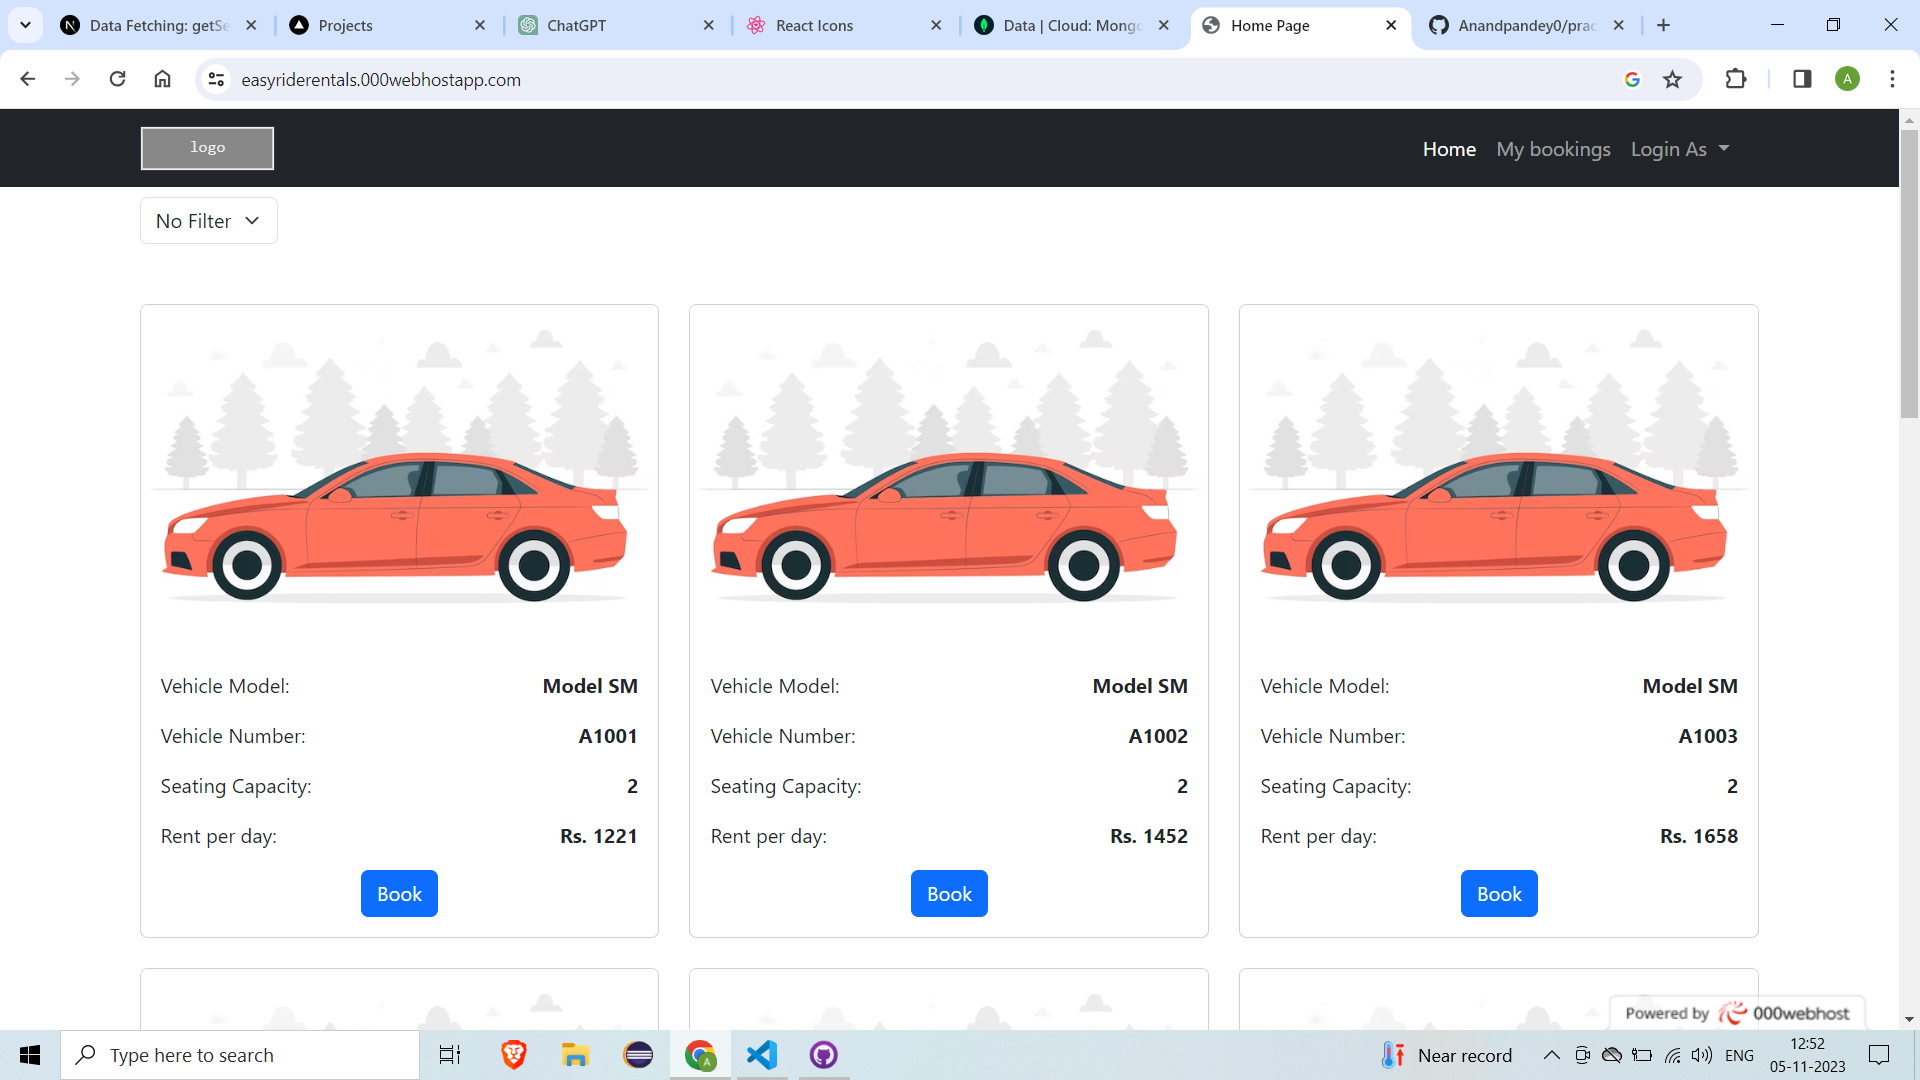 Data Fetching: getSe
Projects
ChatGPT
React Icons
Data | Cloud: Mongo
Home Page
Anandpandey0/prac
easyriderentals.000webhostapp.com
A
logo
Home
My bookings
Login As
No Filter
Vehicle Model: Model SM
Vehicle Number: A1001
Seating Capacity: 2
Rent per day: Rs. 1221
Book
Vehicle Model: Model SM
Vehicle Number: A1002
Seating Capacity: 2
Rent per day: Rs. 1452
Book
Vehicle Model: Model SM
Vehicle Number: A1003
Seating Capacity: 2
Rent per day: Rs. 1658
Book
Powered by 000webhost
Type here to search
Near record
ENG
12:52
05-11-2023